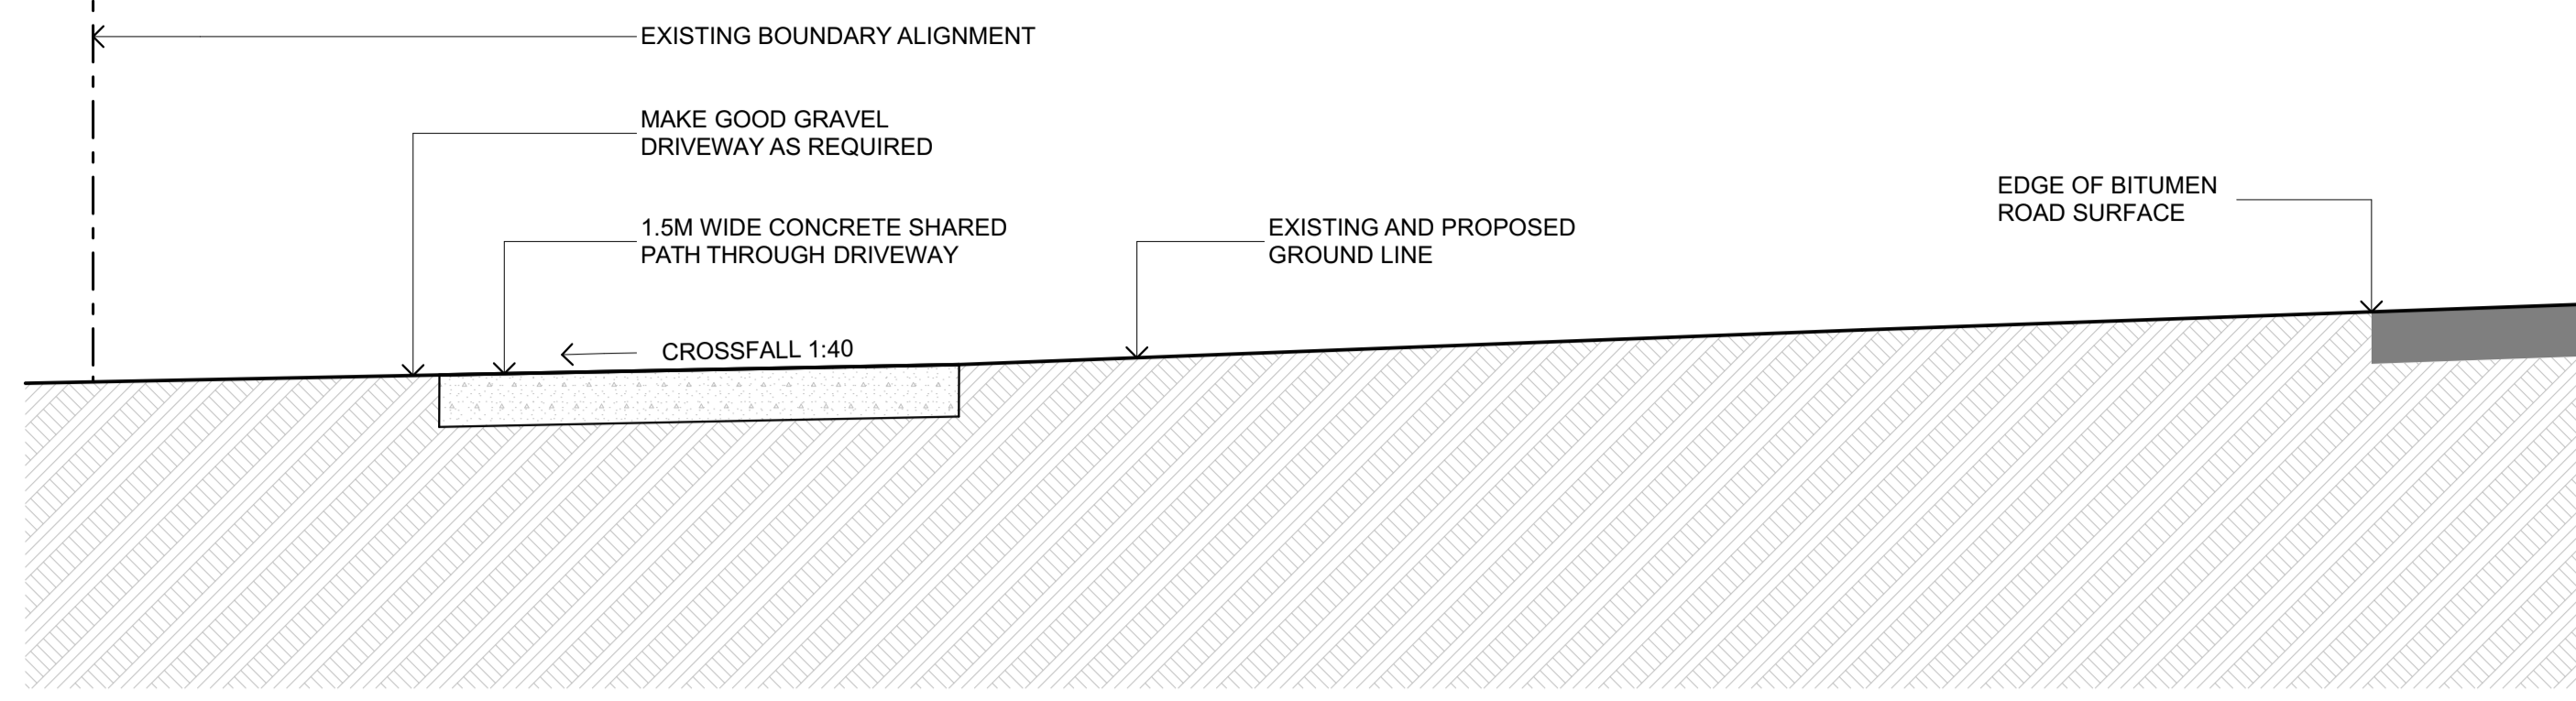 EXISTING BOUNDARY ALIGNMENT
MAKE GOOD GRAVEL
DRIVEWAY AS REQUIRED
1.5M WIDE CONCRETE SHARED
PATH THROUGH DRIVEWAY
CROSSFALL 1:40
EXISTING AND PROPOSED
GROUND LINE
EDGE OF BITUMEN
ROAD SURFACE